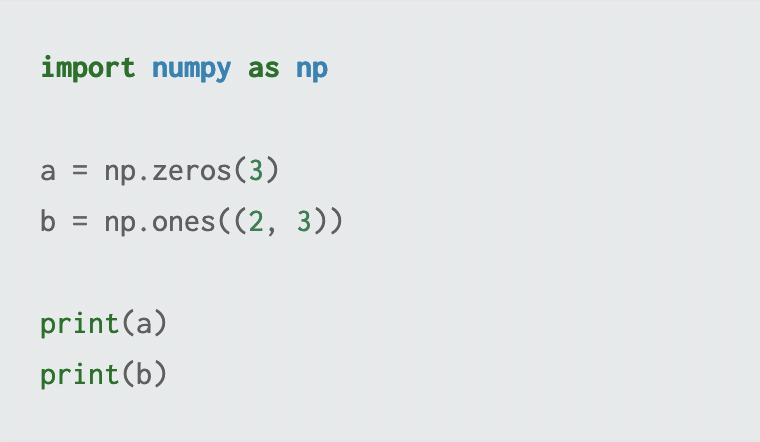 import numpy as np
a = np.zeros(3)
b = np.ones((2, 3))
print(a)
print(b)